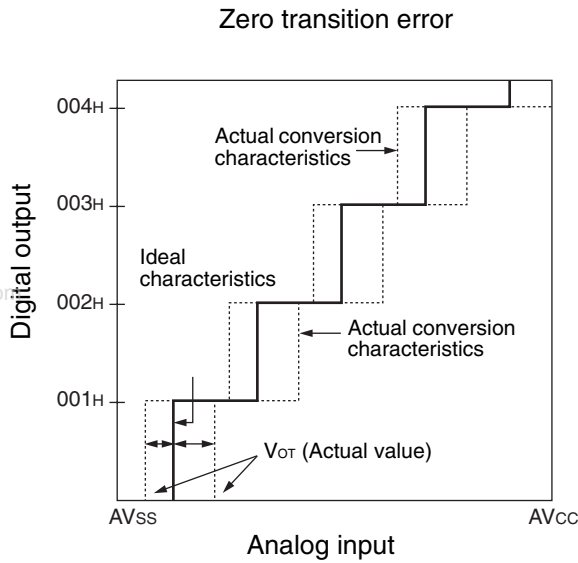 Zero transition error
004H
Actual conversion
characteristics
003H
Ideal
characteristics
Digital output
002H
Actual conversion
characteristics
001H
VOT (Actual value)
AVSS
AVCC
Analog input